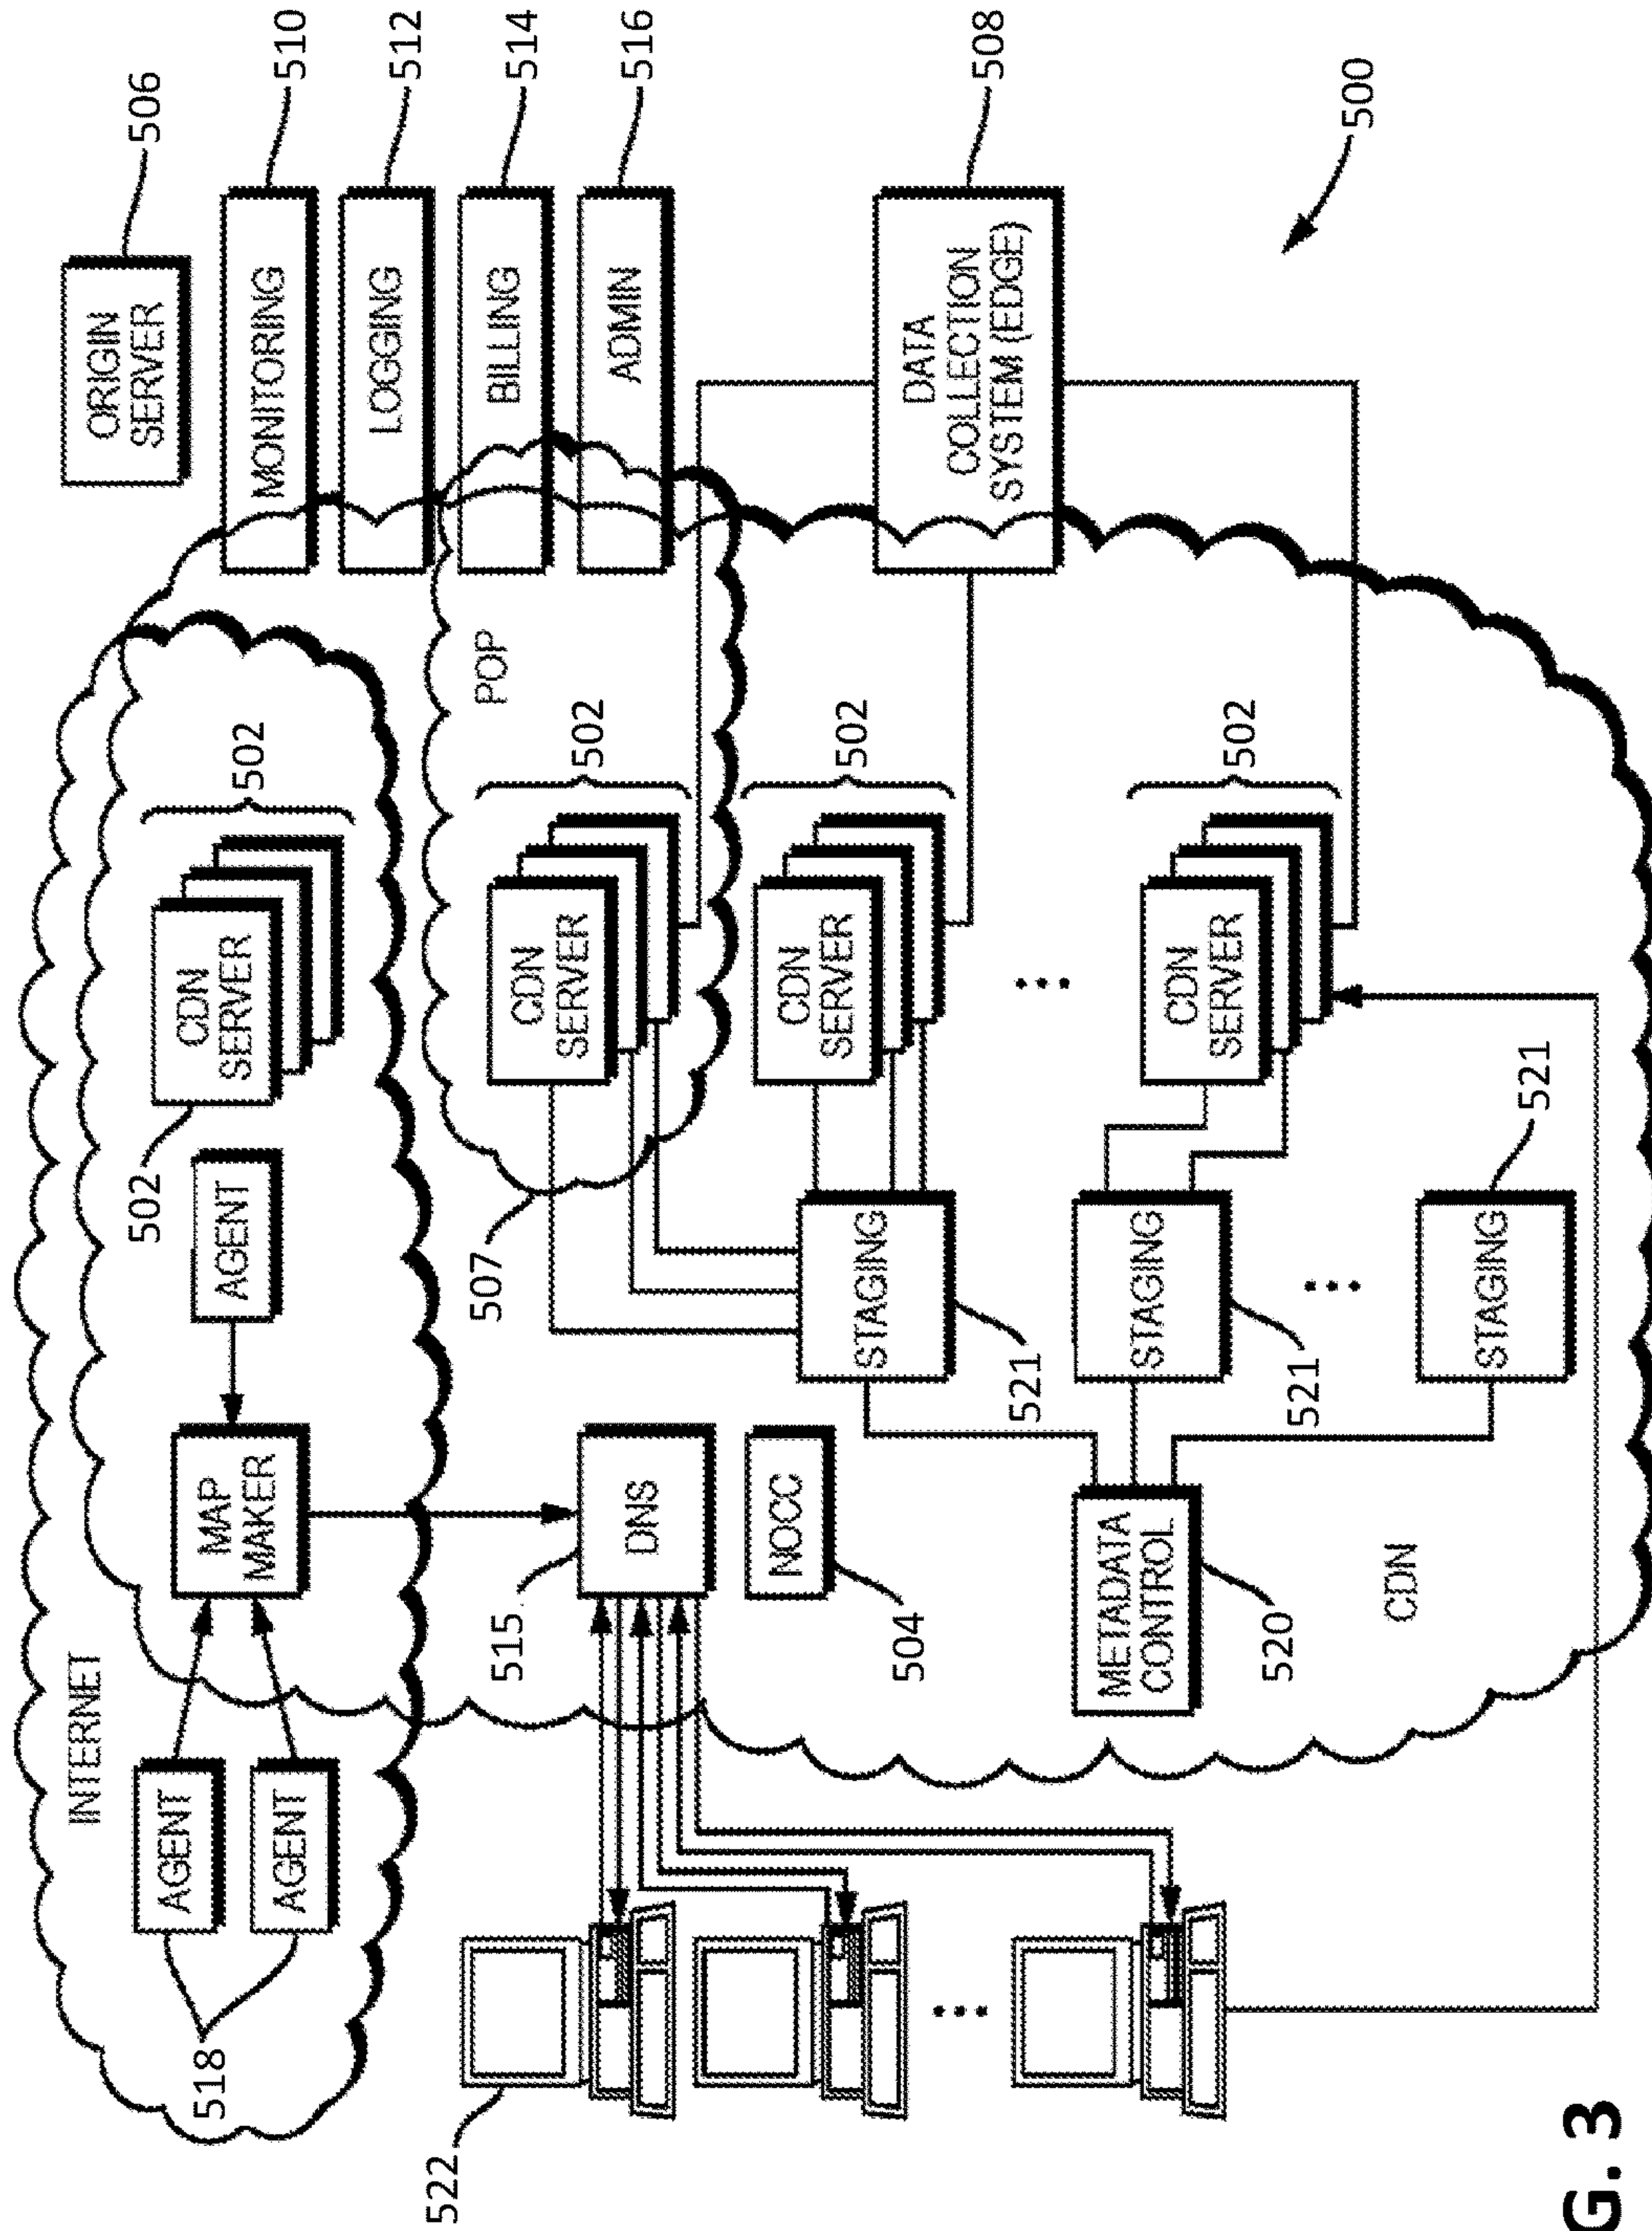 INTERNET
ORIGIN
SERVER
506
AGENT
AGENT
518
MAP
MAKER
AGENT
502
CDN
SERVER
502
MONITORING
510
LOGGING
512
522
515
DNS
507
CDN
SERVER
502
POP
BILLING
514
ADMIN
516
NOCC
504
STAGING
521
CDN
SERVER
502
DATA
COLLECTION
SYSTEM (EDGE)
508
METADATA
CONTROL
520
STAGING
521
CDN
SERVER
502
500
CDN
STAGING
521
G. 3